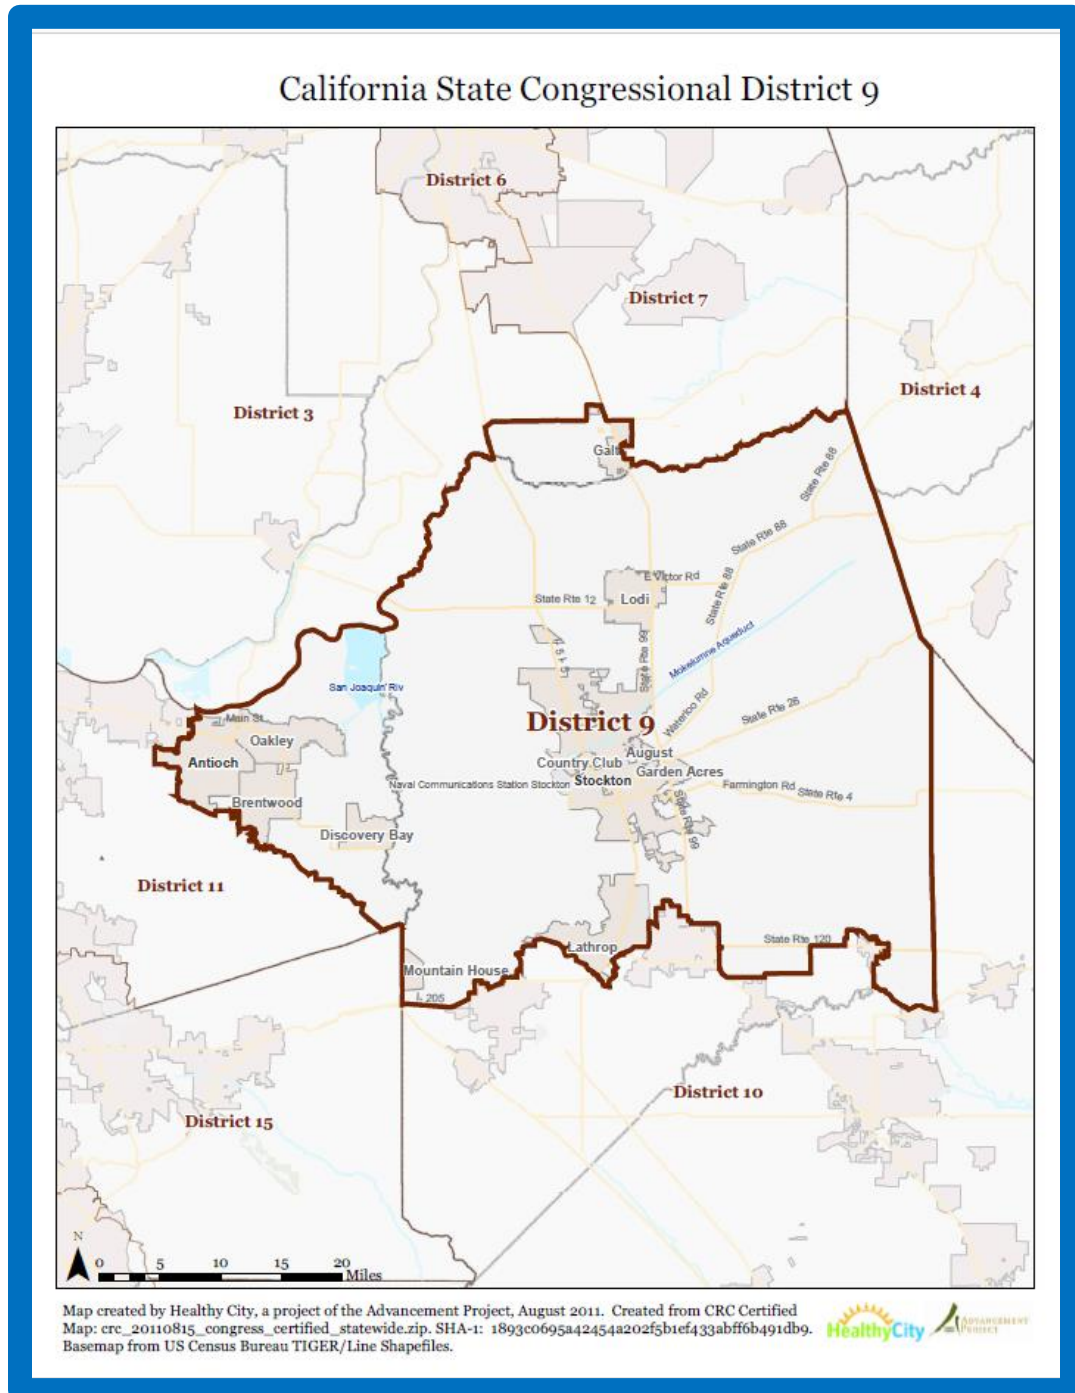 California State Congressional District 9
District 6
District 7
District 4
District 3
Galt
State Rte 88
State Rte 88
State Rte 88
E Victor Rd
Lodi
State Rte 12
I- 5
State Rte 99
Mokelumne Aqueduct
San Joaquin Riv
Main St
Oakley
Antioch
Brentwood
Discovery Bay
District 9
Waterloo Rd
State Rte 26
August
Country Club
Garden Acres
Stockton
Naval Communications Station Stockton
Farmington Rd
State Rte 4
State Rte 99
District 11
State Rte 120
Lathrop
Mountain House
I- 205
District 10
District 15
N
0 5 10 15 20
Miles
Map created by Healthy City, a project of the Advancement Project, August 2011. Created from CRC Certified
Map: crc_20110815_congress_certified_statewide.zip. SHA-1: 1893c0695a42454a202f5b1ef433abff6b491db9.
Basemap from US Census Bureau TIGER/Line Shapefiles.
HealthyCity
ADVANCEMENT
PROJECT